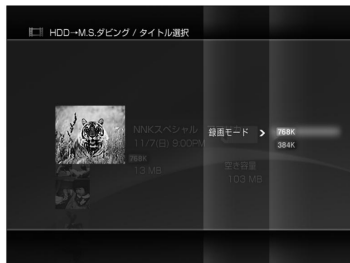 HDD→M.S.ダビング / タイトル選択
NNKスペシャル
11/7(日) 9:00PM
768K
13 MB
録画モード
768K
384K
空き容量
103 MB